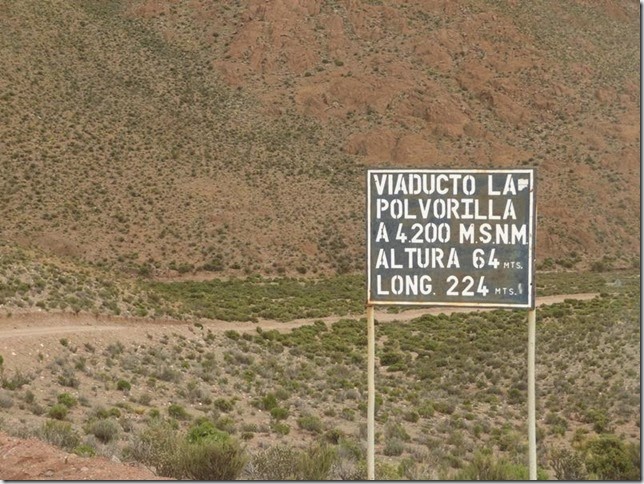 VIADUCTO LA
POLVORILLA
A 4.200 M.S.N.M.
ALTURA 64 MTS.
LONG. 224 MTS.